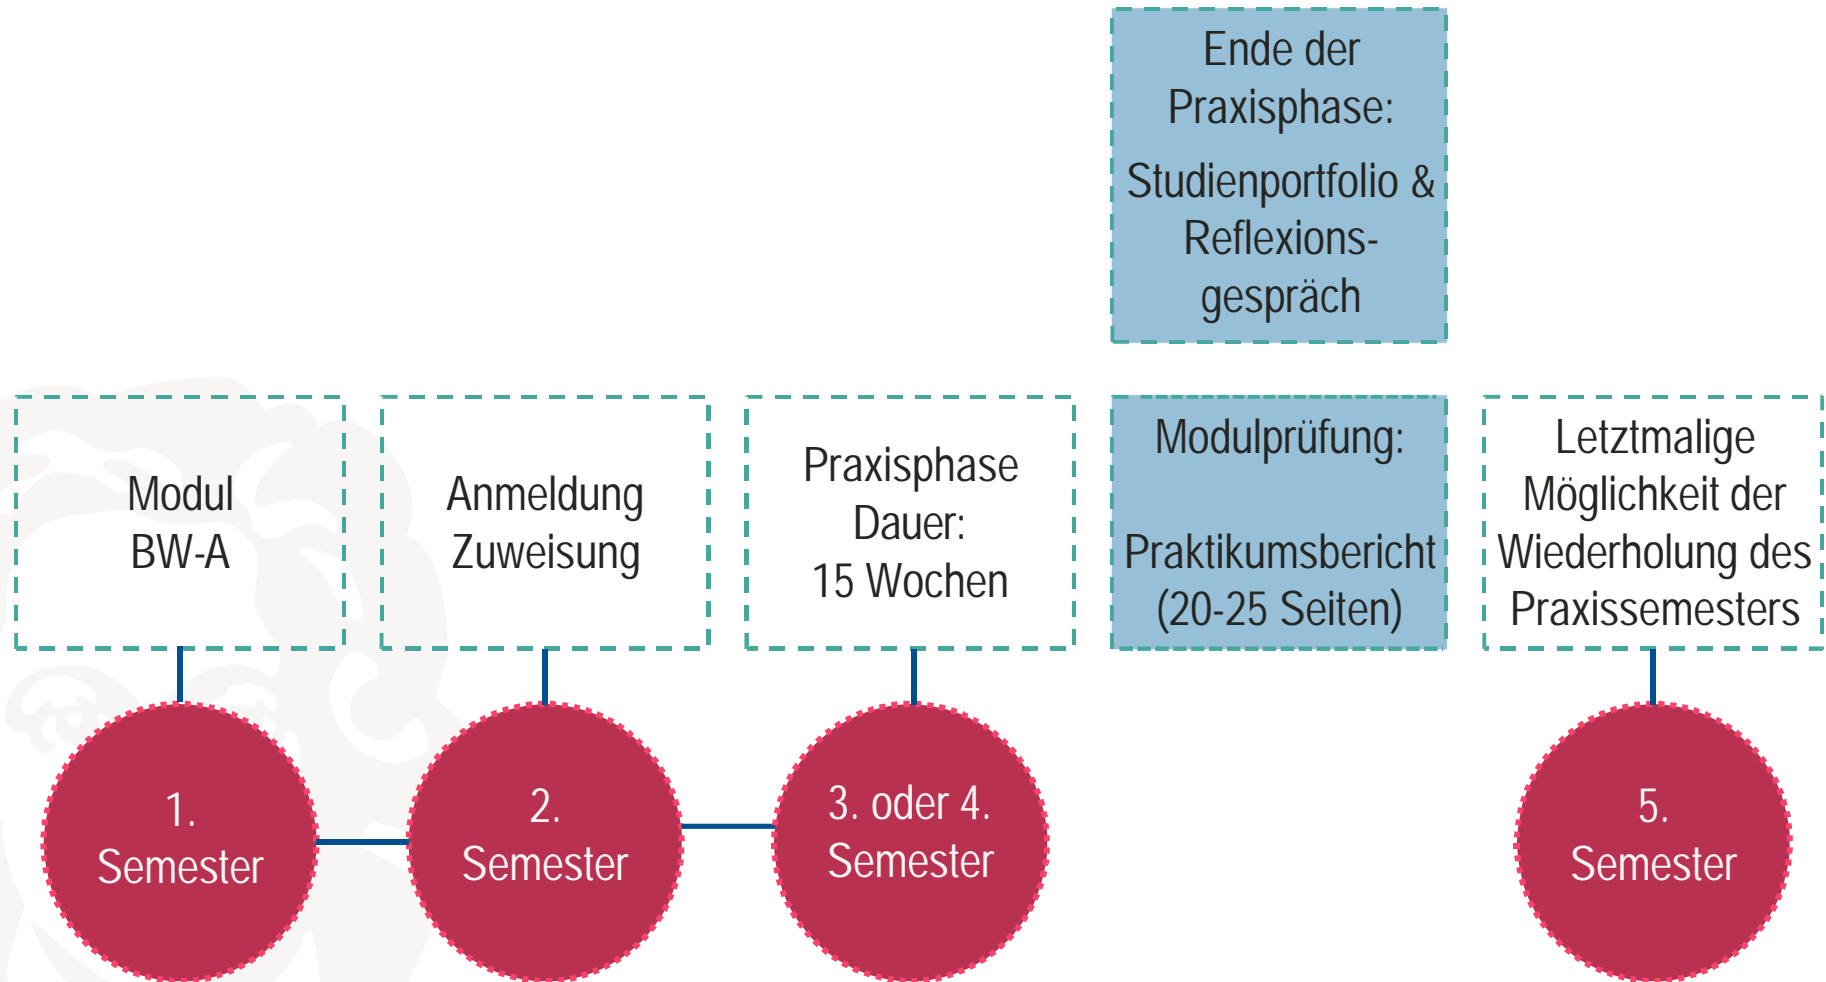 Ende der
Praxisphase:
Studienportfolio &
Reflexions-
gespräch
Modul
BW-A
Anmeldung
Zuweisung
Praxisphase
Dauer:
15 Wochen
Modulprüfung:
Praktikumsbericht
(20-25 Seiten)
Letztmalige
Möglichkeit der
Wiederholung des
Praxissemesters
1.
Semester
2.
Semester
3. oder 4.
Semester
5.
Semester